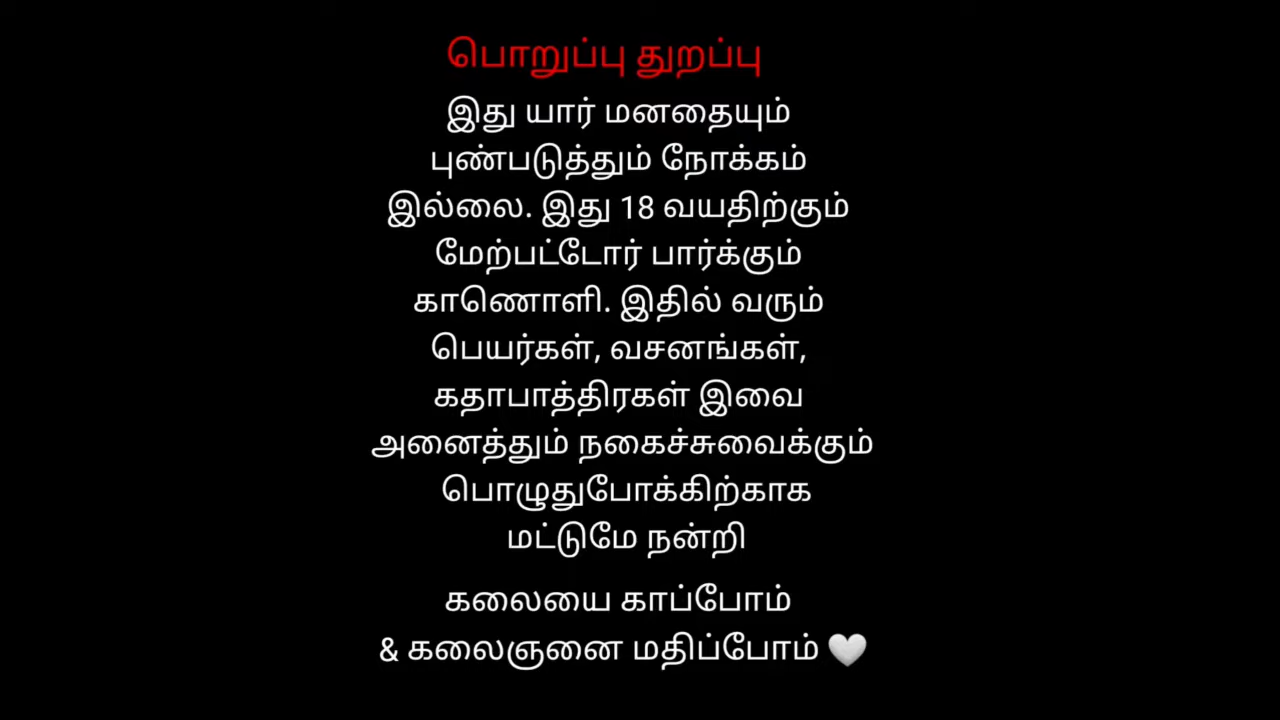 பொறுப்பு துறப்பு
இது யார் மனதையும்
புண்படுத்தும் நோக்கம்
இல்லை. இது 18 வயதிற்கும்
மேற்பட்டோர் பார்க்கும்
காணொளி. இதில் வரும்
பெயர்கள், வசனங்கள்,
கதாபாத்திரகள் இவை
அனைத்தும் நகைச்சுவைக்கும்
பொழுதுபோக்கிற்காக
மட்டுமே நன்றி
கலையை காப்போம்
& கலைஞனை மதிப்போம் 🤍